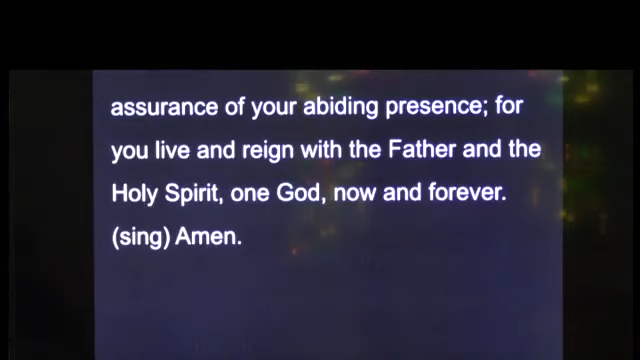 assurance of your abiding presence; for
you live and reign with the Father and the
Holy Spirit, one God, now and forever.
(sing) Amen.